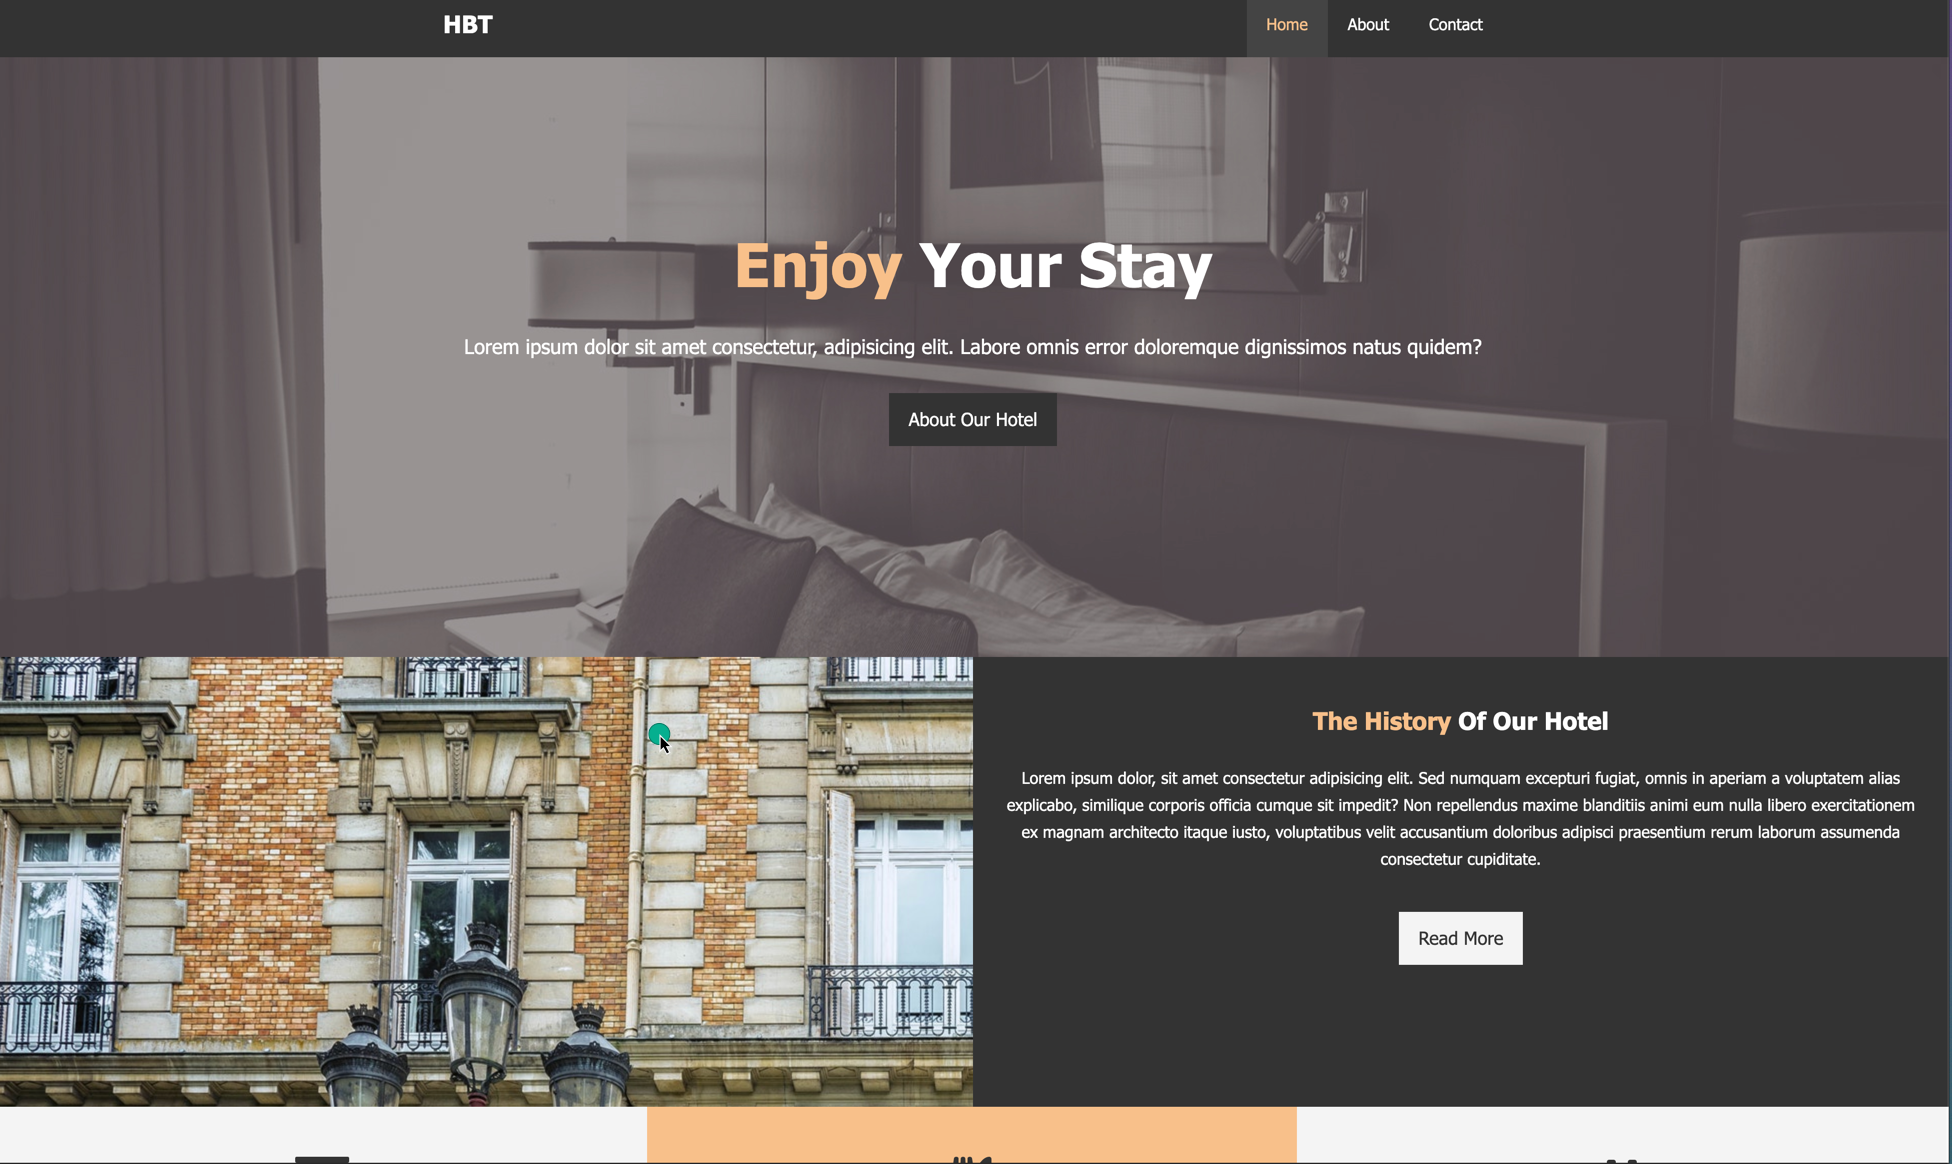 HBT
Home
About
Contact
Enjoy Your Stay
Lorem ipsum dolor sit amet consectetur, adipisicing elit. Labore omnis error doloremque dignissimos natus quidem?
About Our Hotel
The History Of Our Hotel
Lorem ipsum dolor, sit amet consectetur adipisicing elit. Sed numquam excepturi fugiat, omnis in aperiam a voluptatem alias
explicabo, similique corporis officia cumque sit impedit? Non repellendus maxime blanditiis animi eum nulla libero exercitationem
ex magnam architecto itaque iusto, voluptatibus velit accusantium doloribus adipisci praesentium rerum laborum assumenda
consectetur cupiditate.
Read More